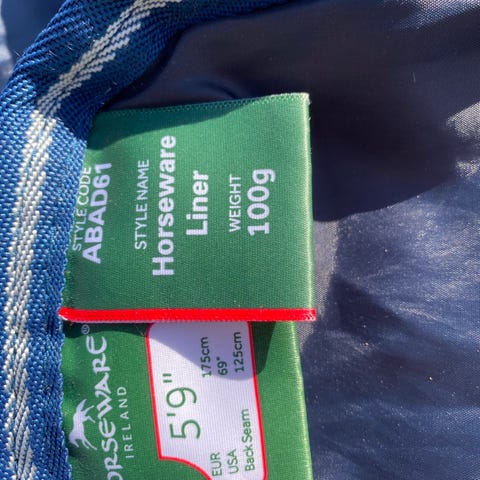 STYLE CODE
ABAD61
STYLE NAME
Horseware
Liner
WEIGHT
100g
HORSEWARE®
IRELAND
5'9"
EUR 175cm
USA 69"
Back Seam 125cm